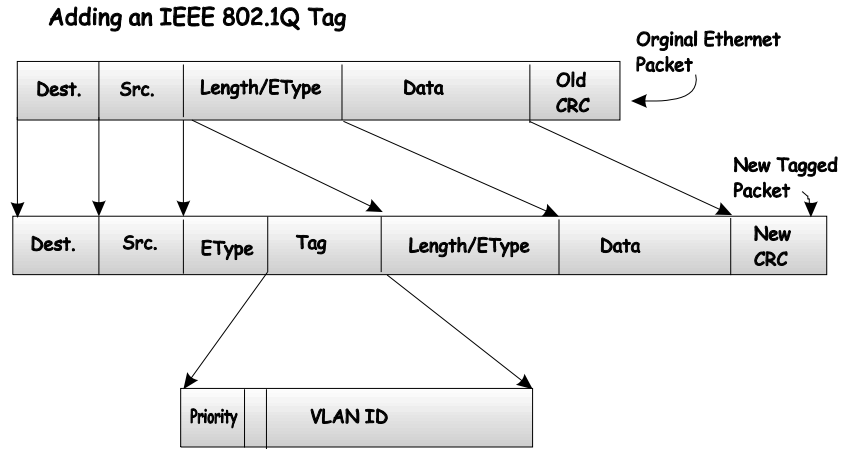 Adding an IEEE 802.1Q Tag
Orginal Ethernet
Packet
Dest.
Src.
Length/EType
Data
Old
CRC
New Tagged
Packet
Dest.
Src.
EType
Tag
Length/EType
Data
New
CRC
Priority
VLAN ID